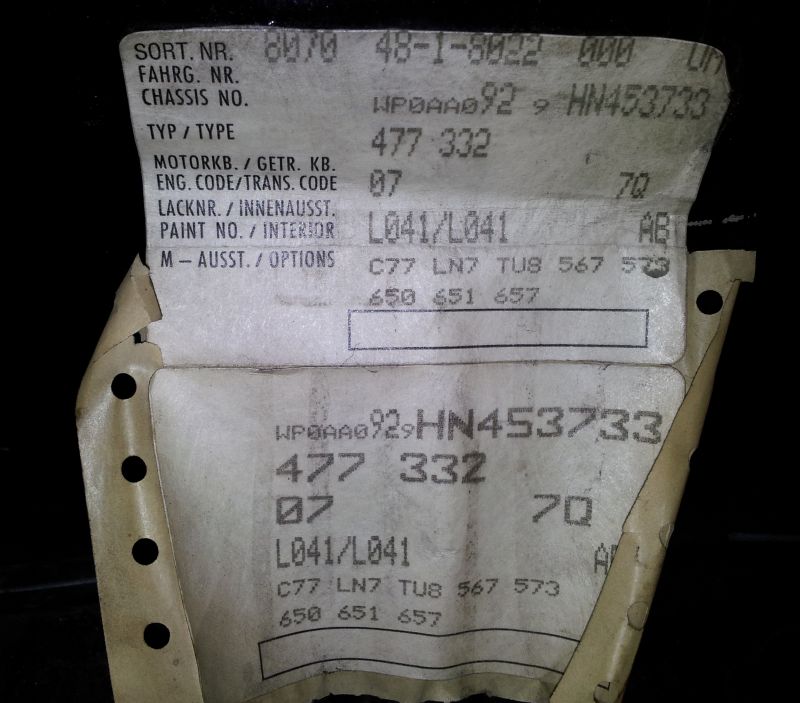 SORT. NR. 8070 48-1-8022 000
FAHRG. NR.
CHASSIS NO. WP0AA092 9 HN453733
TYP / TYPE 477 332
MOTORKB. / GETR. KB.
ENG. CODE/TRANS. CODE 07 7Q
LACKNR. / INNENAUSST.
PAINT NO. / INTERIOR L041/L041 AB
M – AUSST. / OPTIONS C77 LN7 TU8 567 573
650 651 657
WP0AA0929HN453733
477 332
07 7Q
L041/L041
C77 LN7 TU8 567 573
650 651 657